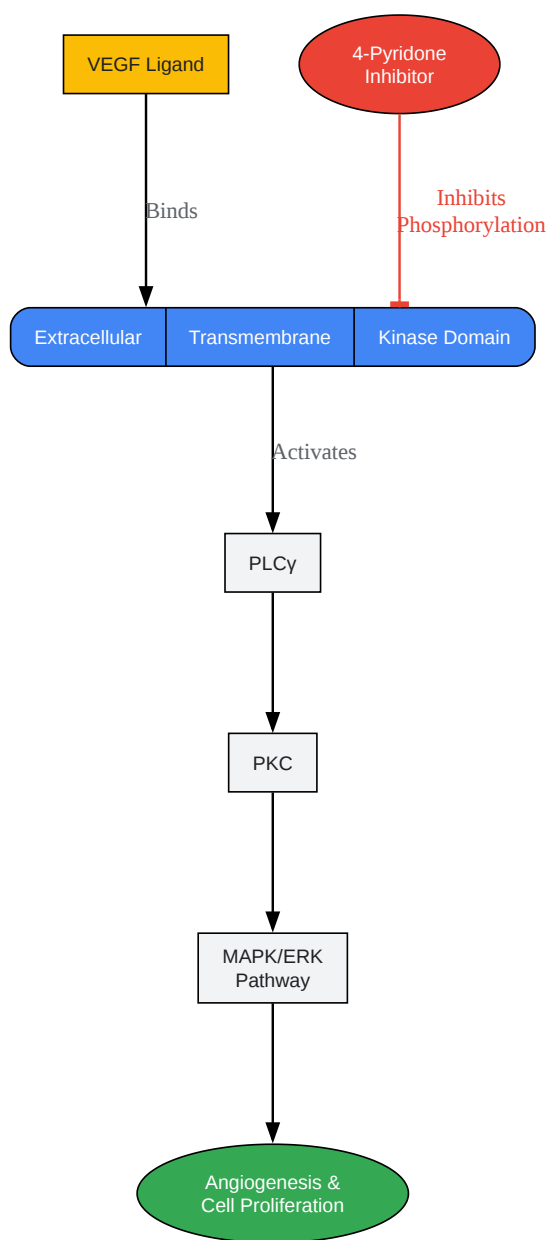 VEGF Ligand
4-Pyridone
Inhibitor
Binds
Inhibits
Phosphorylation
Extracellular
Transmembrane
Kinase Domain
Activates
PLCγ
PKC
MAPK/ERK
Pathway
Angiogenesis &
Cell Proliferation